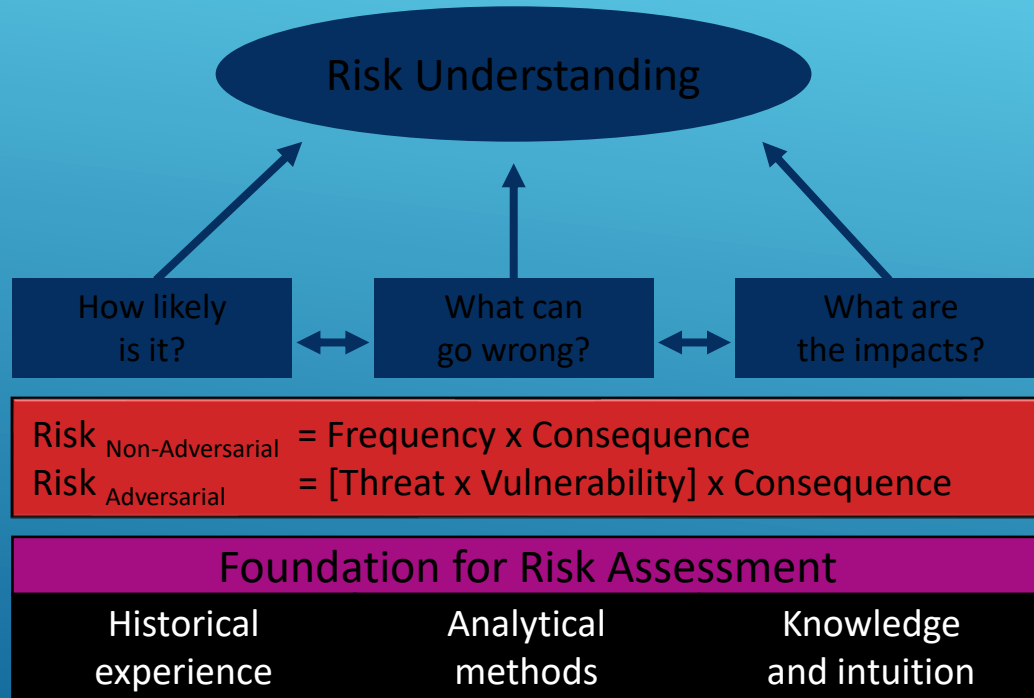 Risk Understanding
How likely
is it?
What can
go wrong?
What are
the impacts?
Risk Non-Adversarial = Frequency x Consequence
Risk Adversarial = [Threat x Vulnerability] x Consequence
Foundation for Risk Assessment
Historical
experience
Analytical
methods
Knowledge
and intuition